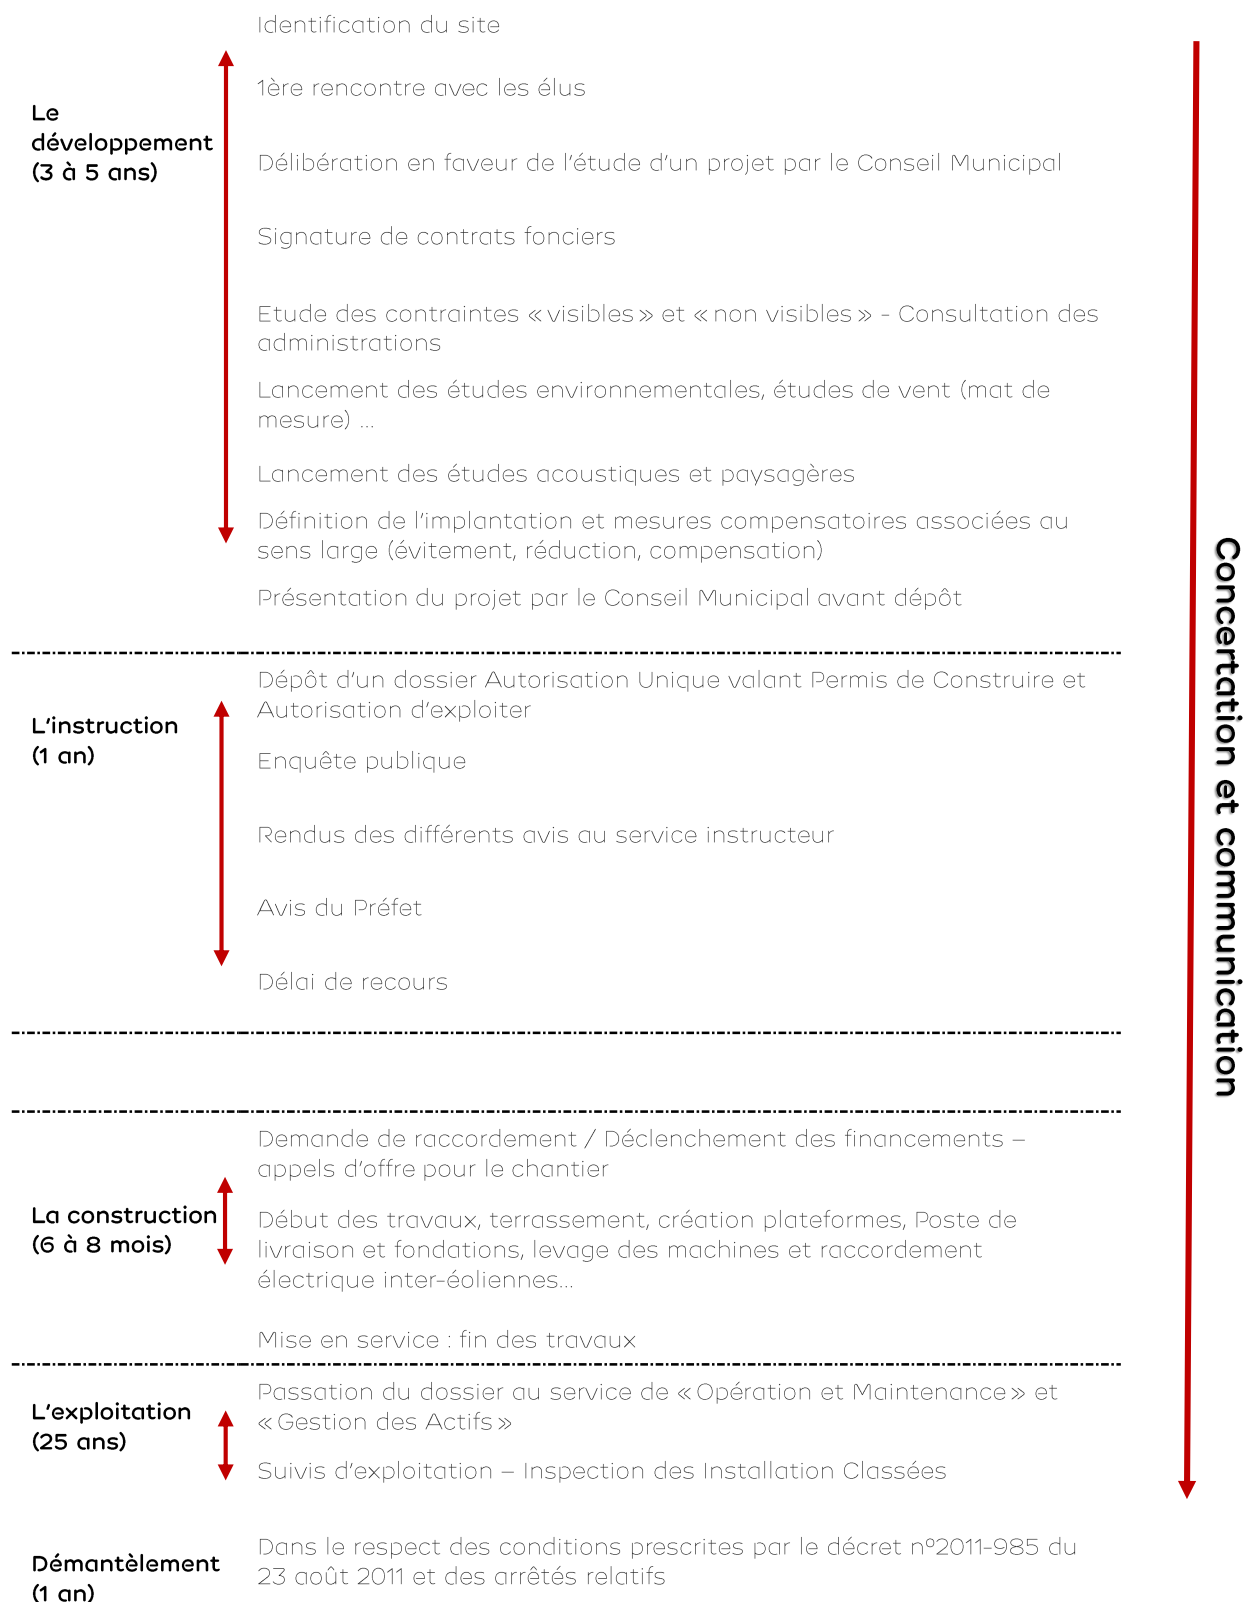 Identification du site
1ère rencontre avec les élus
Le
développement
(3 à 5 ans)
Délibération en faveur de l'étude d'un projet par le Conseil Municipal
Signature de contrats fonciers
Etude des contraintes « visibles » et « non visibles » - Consultation des
administrations
Lancement des études environnementales, études de vent (mat de
mesure) ...
Lancement des études acoustiques et paysagères
Définition de l'implantation et mesures compensatoires associées au
sens large (évitement, réduction, compensation)
Présentation du projet par le Conseil Municipal avant dépôt
Dépôt d'un dossier Autorisation Unique valant Permis de Construire et
Autorisation d'exploiter
L'instruction
(1 an)
Enquête publique
Rendus des différents avis au service instructeur
Avis du Préfet
Délai de recours
Demande de raccordement / Déclenchement des financements –
appels d'offre pour le chantier
La construction
(6 à 8 mois)
Début des travaux, terrassement, création plateformes, Poste de
livraison et fondations, levage des machines et raccordement
électrique inter-éoliennes...
Mise en service : fin des travaux
Passation du dossier au service de « Opération et Maintenance » et
« Gestion des Actifs »
L'exploitation
(25 ans)
Suivis d'exploitation – Inspection des Installation Classées
Démantèlement
(1 an)
Dans le respect des conditions prescrites par le décret n°2011-985 du
23 août 2011 et des arrêtés relatifs
Concertation et communication